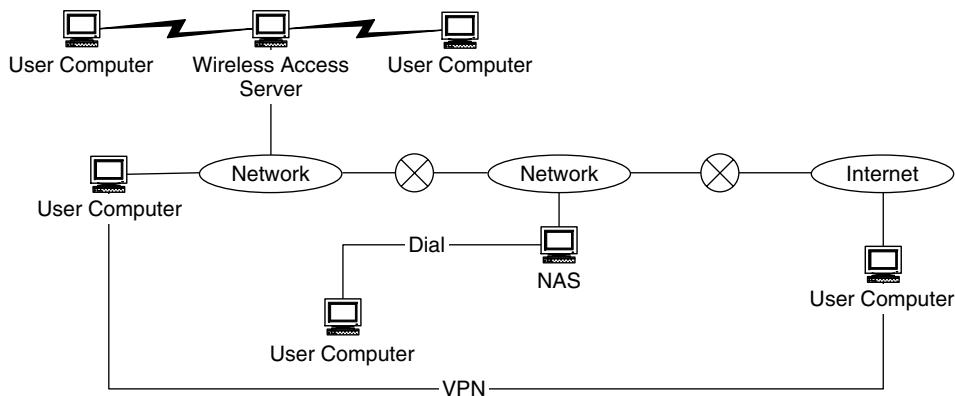 User Computer
Wireless Access
Server
User Computer
Network
Network
Internet
User Computer
Dial
NAS
User Computer
User Computer
VPN